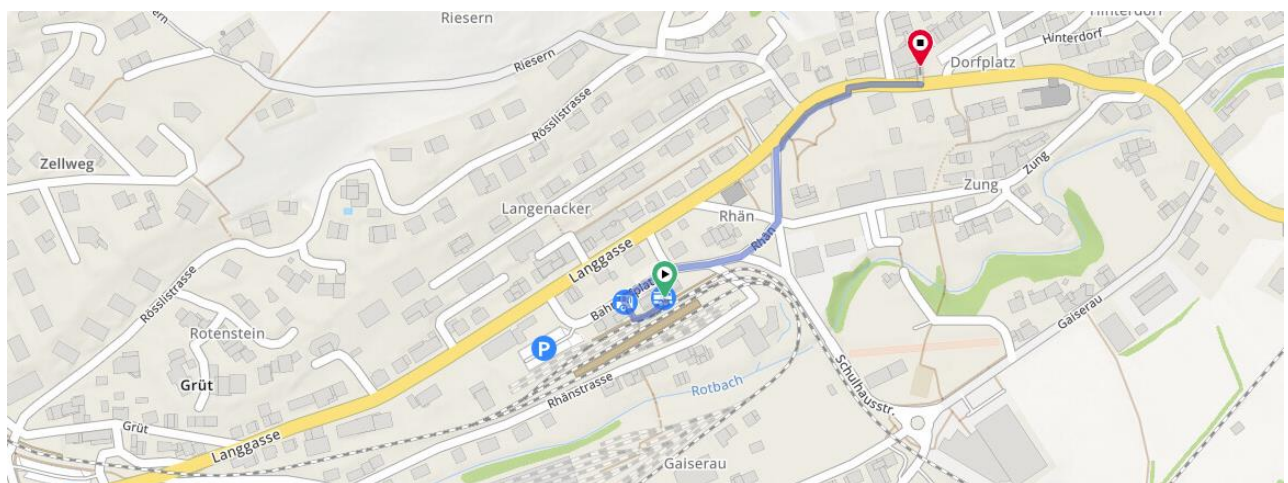 Riesern
Hinterdorf
Hinterdorf
Riesern
Dorfplatz
Rösslistrasse
Zellweg
Zung
Zung
Langenacker
Rhän
Rhän
Langgasse
Rösslistrasse
Gaiserau
Rotenstein
P
Grüt
Rhänstrasse
Rotbach
Schulhausstr.
Grüt
Langgasse
Gaiserau